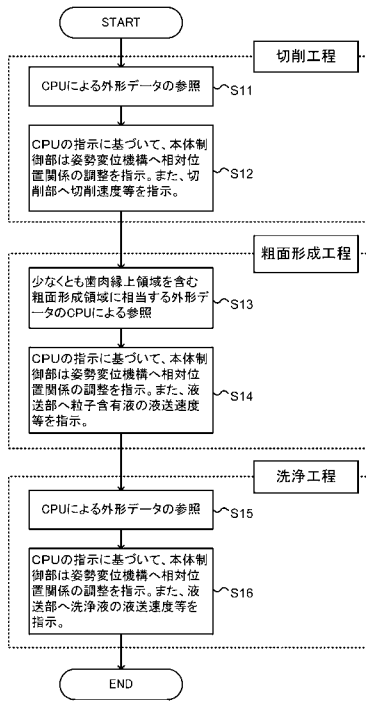 START
切削工程
CPUによる外形データの参照
S11
CPUの指示に基づいて、本体制
御部は姿勢変位機構へ相対位
置関係の調整を指示。また、切
削部へ切削速度等を指示。
S12
粗面形成工程
少なくとも歯肉縁上領域を含む
粗面形成領域に相当する外形デ
ータのCPUによる参照
S13
CPUの指示に基づいて、本体制
御部は姿勢変位機構へ相対位
置関係の調整を指示。また、液
送部へ粒子含有液の液送速度
等を指示。
S14
洗浄工程
CPUによる外形データの参照
S15
CPUの指示に基づいて、本体制
御部は姿勢変位機構へ相対位
置関係の調整を指示。また、液
送部へ洗浄液の液送速度等を
指示。
S16
END